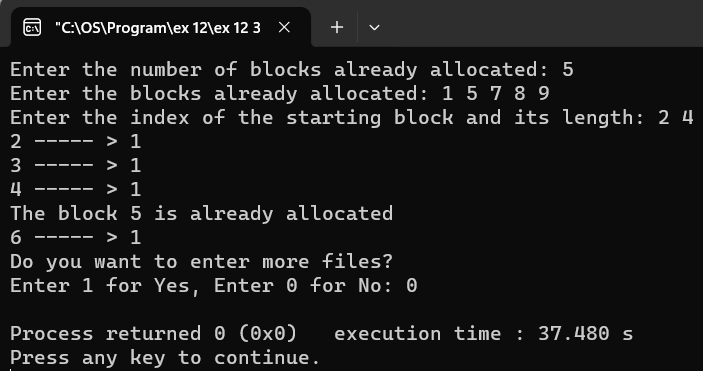 "C:\OS\Program\ex 12\ex 12 3
Enter the number of blocks already allocated: 5
Enter the blocks already allocated: 1 5 7 8 9
Enter the index of the starting block and its length: 2 4
2 ----- > 1
3 ----- > 1
4 ----- > 1
The block 5 is already allocated
6 ----- > 1
Do you want to enter more files?
Enter 1 for Yes, Enter 0 for No: 0
Process returned 0 (0x0)   execution time : 37.480 s
Press any key to continue.